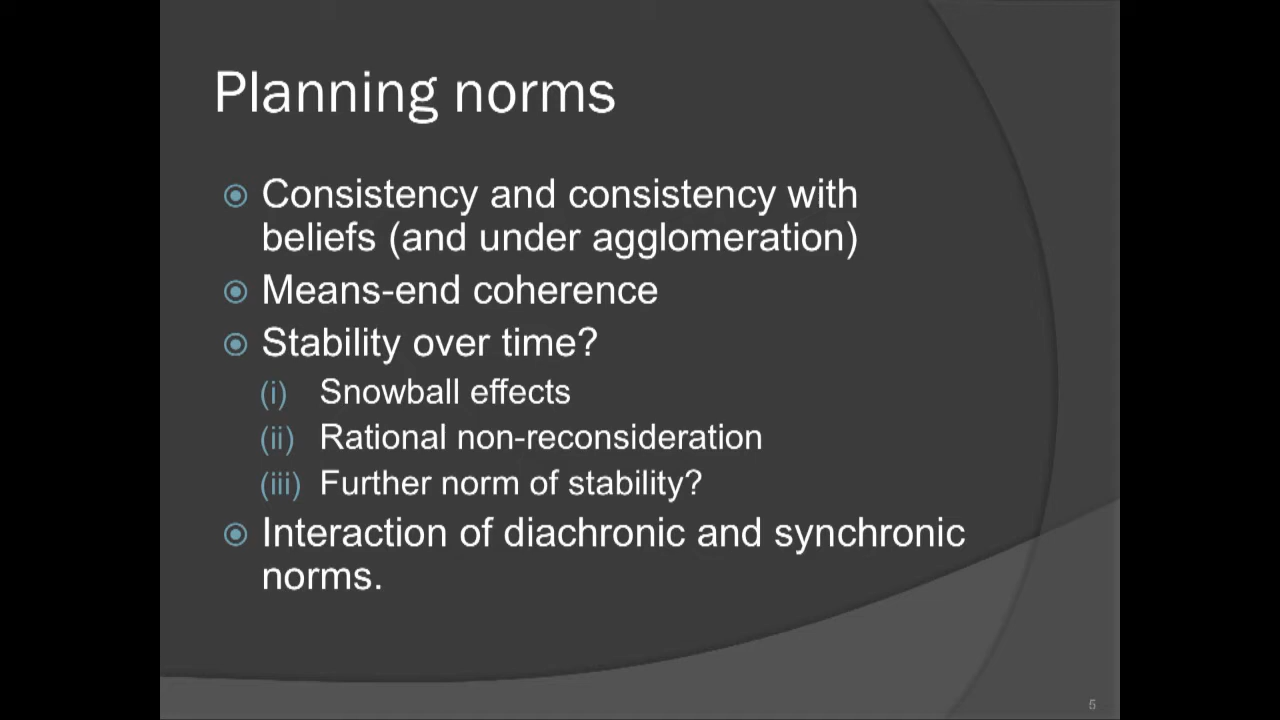 Planning norms
Consistency and consistency with
beliefs (and under agglomeration)
Means-end coherence
Stability over time?
(i) Snowball effects
(ii) Rational non-reconsideration
(iii) Further norm of stability?
Interaction of diachronic and synchronic
norms.
5